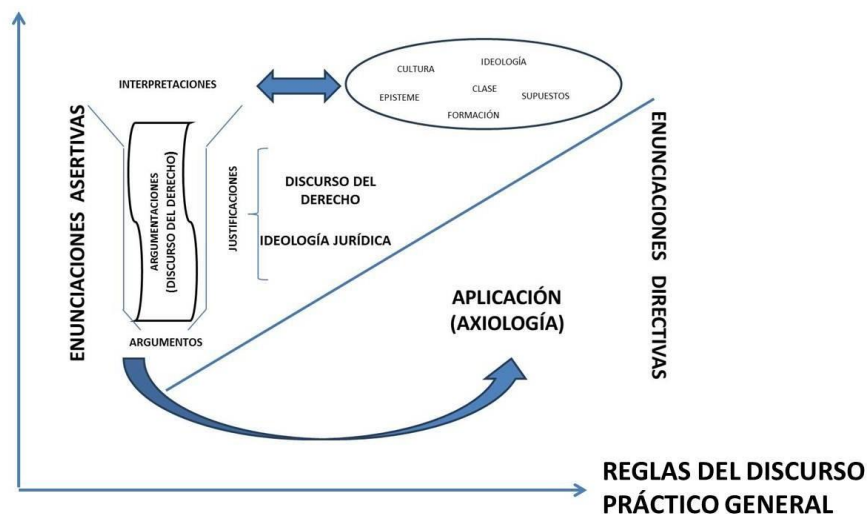 INTERPRETACIONES
CULTURA
IDEOLOGÍA
EPISTEME
CLASE
SUPUESTOS
FORMACIÓN
ENUNCIACIONES ASERTIVAS
ARGUMENTACIONES
(DISCURSO DEL DERECHO)
JUSTIFICACIONES
DISCURSO DEL
DERECHO
IDEOLOGÍA JURÍDICA
ARGUMENTOS
APLICACIÓN
(AXIOLOGÍA)
ENUNCIACIONES DIRECTIVAS
REGLAS DEL DISCURSO
PRÁCTICO GENERAL